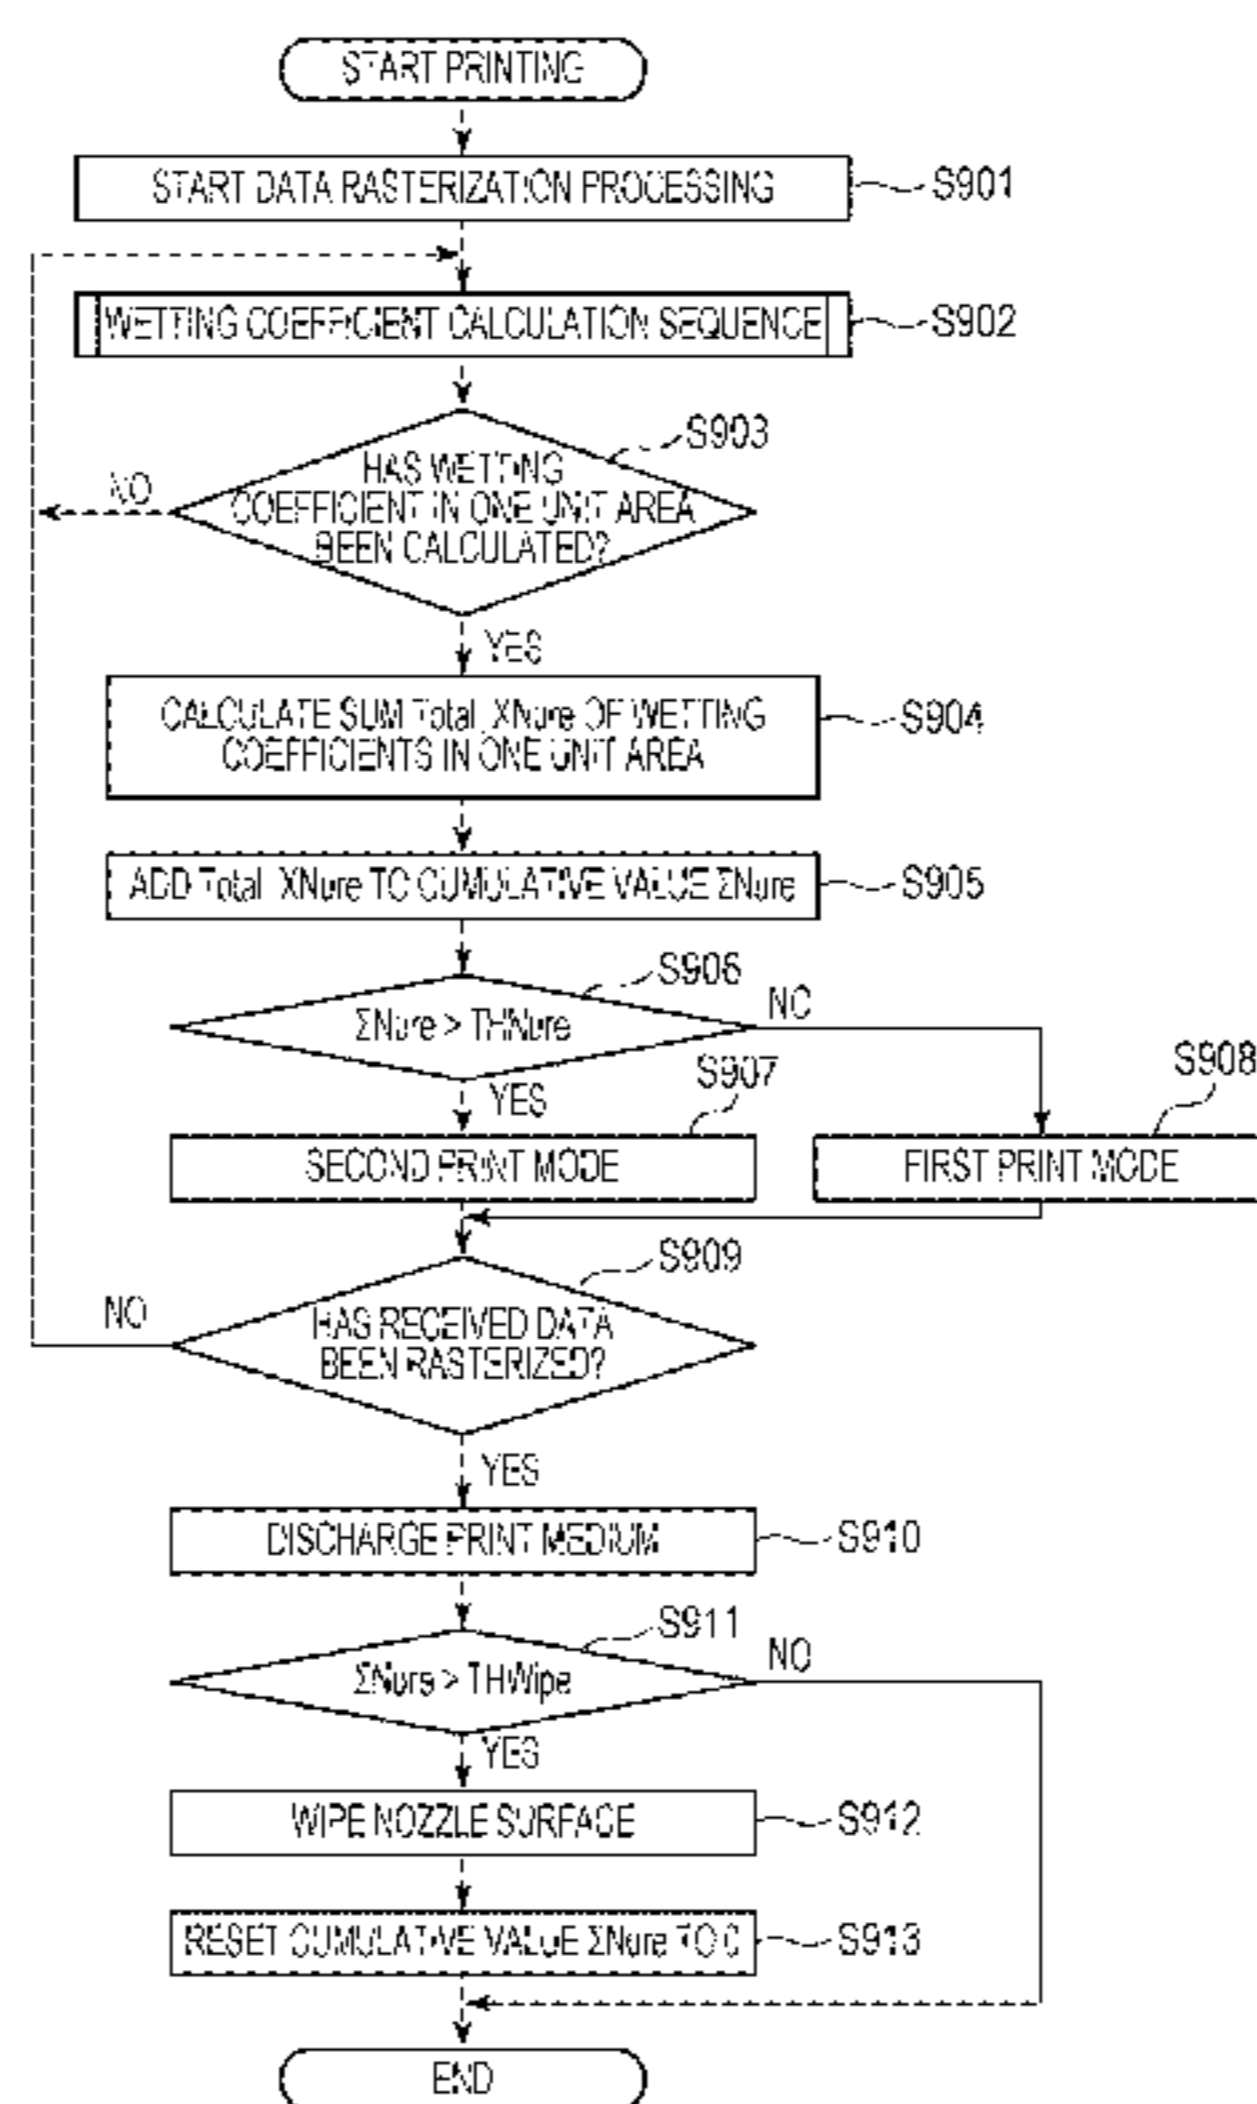 START PRINTING
START DATA RASTERIZATION PROCESSING
S901
WETTING COEFFICIENT CALCULATION SEQUENCE
S902
S903
HAS WETTING
COEFFICIENT IN ONE UNIT AREA
BEEN CALCULATED?
NO
YES
CALCULATE SUM Total_XNure OF WETTING
COEFFICIENTS IN ONE UNIT AREA
S904
ADD Total_XNure TO CUMULATIVE VALUE ΣNure
S905
S906
ΣNure > THNure
NO
YES
S907
S908
SECOND PRINT MODE
FIRST PRINT MODE
S909
HAS RECEIVED DATA
BEEN RASTERIZED?
NO
YES
DISCHARGE PRINT MEDIUM
S910
S911
ΣNure > THWipe
NO
YES
WIPE NOZZLE SURFACE
S912
RESET CUMULATIVE VALUE ΣNure TO 0
S913
END